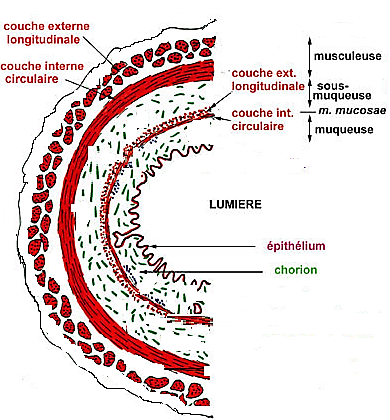 couche externe
longitudinale
couche interne
circulaire
couche ext.
longitudinale
couche int.
circulaire
musculeuse
sous-
muqueuse
m. mucosae
muqueuse
LUMIERE
épithélium
chorion